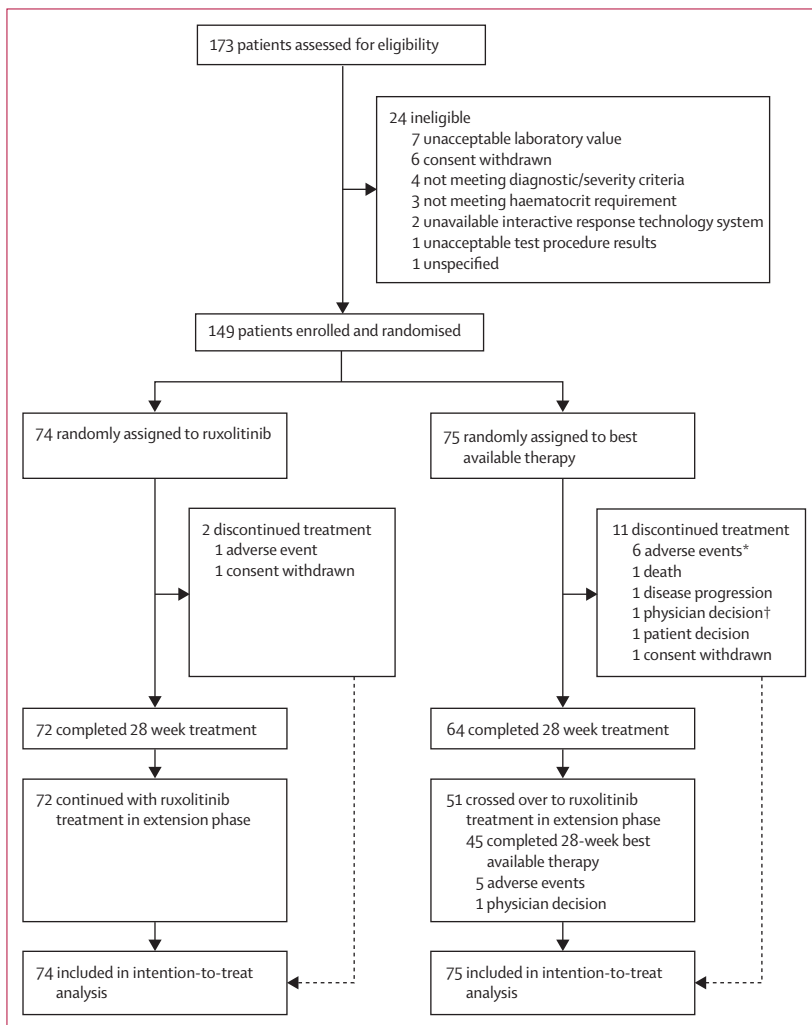 173 patients assessed for eligibility
24 ineligible
7 unacceptable laboratory value
6 consent withdrawn
4 not meeting diagnostic/severity criteria
3 not meeting haematocrit requirement
2 unavailable interactive response technology system
1 unacceptable test procedure results
1 unspecified
149 patients enrolled and randomised
74 randomly assigned to ruxolitinib
75 randomly assigned to best
available therapy
2 discontinued treatment
1 adverse event
1 consent withdrawn
11 discontinued treatment
6 adverse events*
1 death
1 disease progression
1 physician decision†
1 patient decision
1 consent withdrawn
72 completed 28 week treatment
64 completed 28 week treatment
72 continued with ruxolitinib
treatment in extension phase
51 crossed over to ruxolitinib
treatment in extension phase
45 completed 28-week best
available therapy
5 adverse events
1 physician decision
74 included in intention-to-treat
analysis
75 included in intention-to-treat
analysis